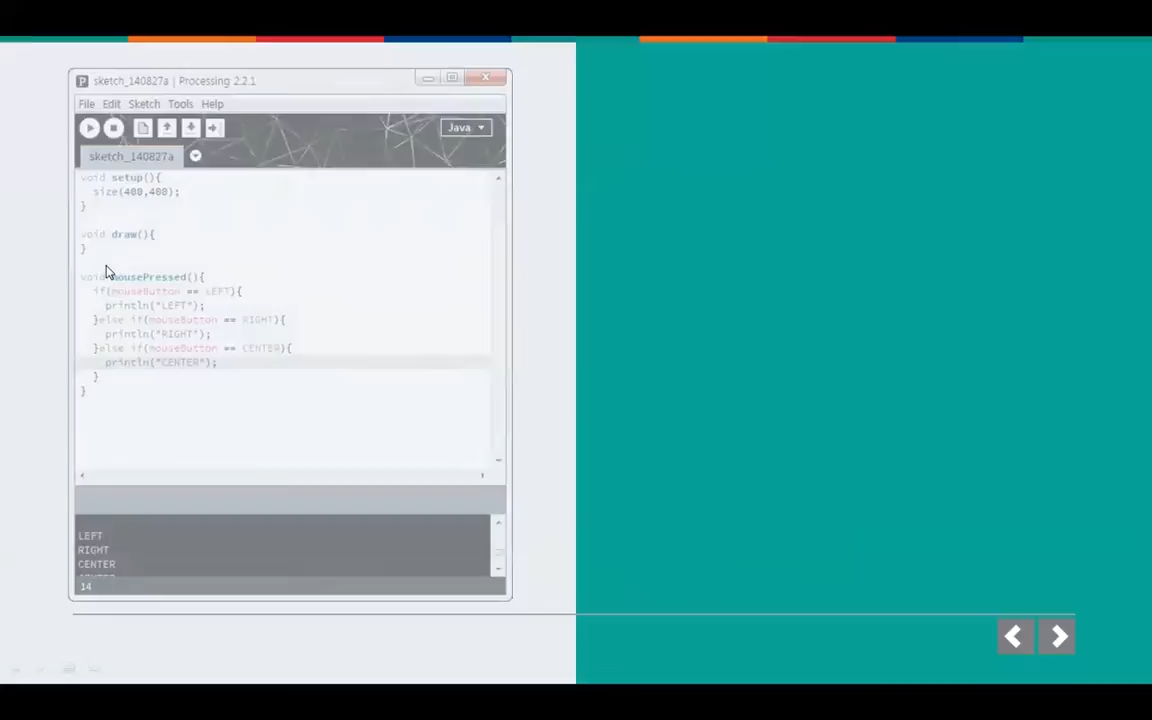 sketch_140827a | Processing 2.2.1
File Edit Sketch Tools Help
Java
sketch_140827a
void setup(){
size(400,400);
}
void draw(){
}
void mousePressed(){
if(mouseButton == LEFT){
println("LEFT");
}else if(mouseButton == RIGHT){
println("RIGHT");
}else if(mouseButton == CENTER){
println("CENTER");
}
}
LEFT
RIGHT
CENTER
14